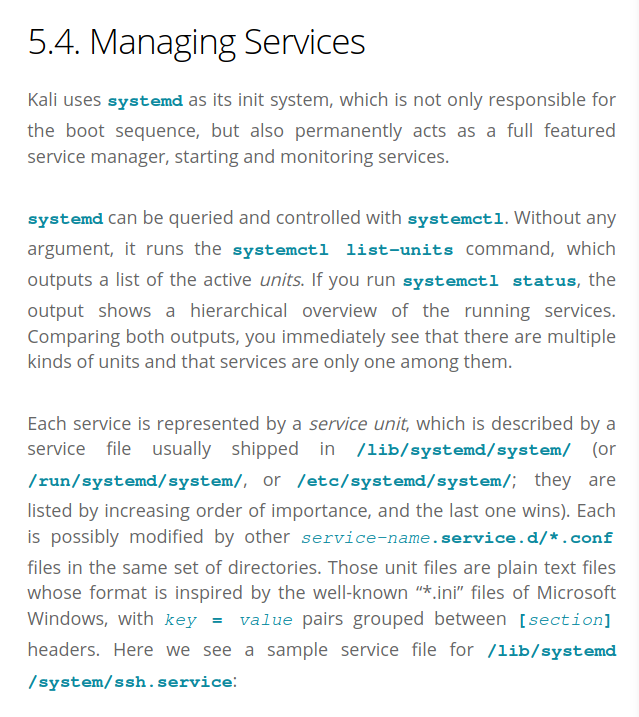 5.4. Managing Services
Kali uses systemd as its init system, which is not only responsible for
the boot sequence, but also permanently acts as a full featured
service manager, starting and monitoring services.
systemd can be queried and controlled with systemctl. Without any
argument, it runs the systemctl list-units command, which
outputs a list of the active units. If you run systemctl status, the
output shows a hierarchical overview of the running services.
Comparing both outputs, you immediately see that there are multiple
kinds of units and that services are only one among them.
Each service is represented by a service unit, which is described by a
service file usually shipped in /lib/systemd/system/ (or
/run/systemd/system/, or /etc/systemd/system/; they are
listed by increasing order of importance, and the last one wins). Each
is possibly modified by other service-name.service.d/*.conf
files in the same set of directories. Those unit files are plain text files
whose format is inspired by the well-known “*.ini” files of Microsoft
Windows, with key = value pairs grouped between [section]
headers. Here we see a sample service file for /lib/systemd
/system/ssh.service: